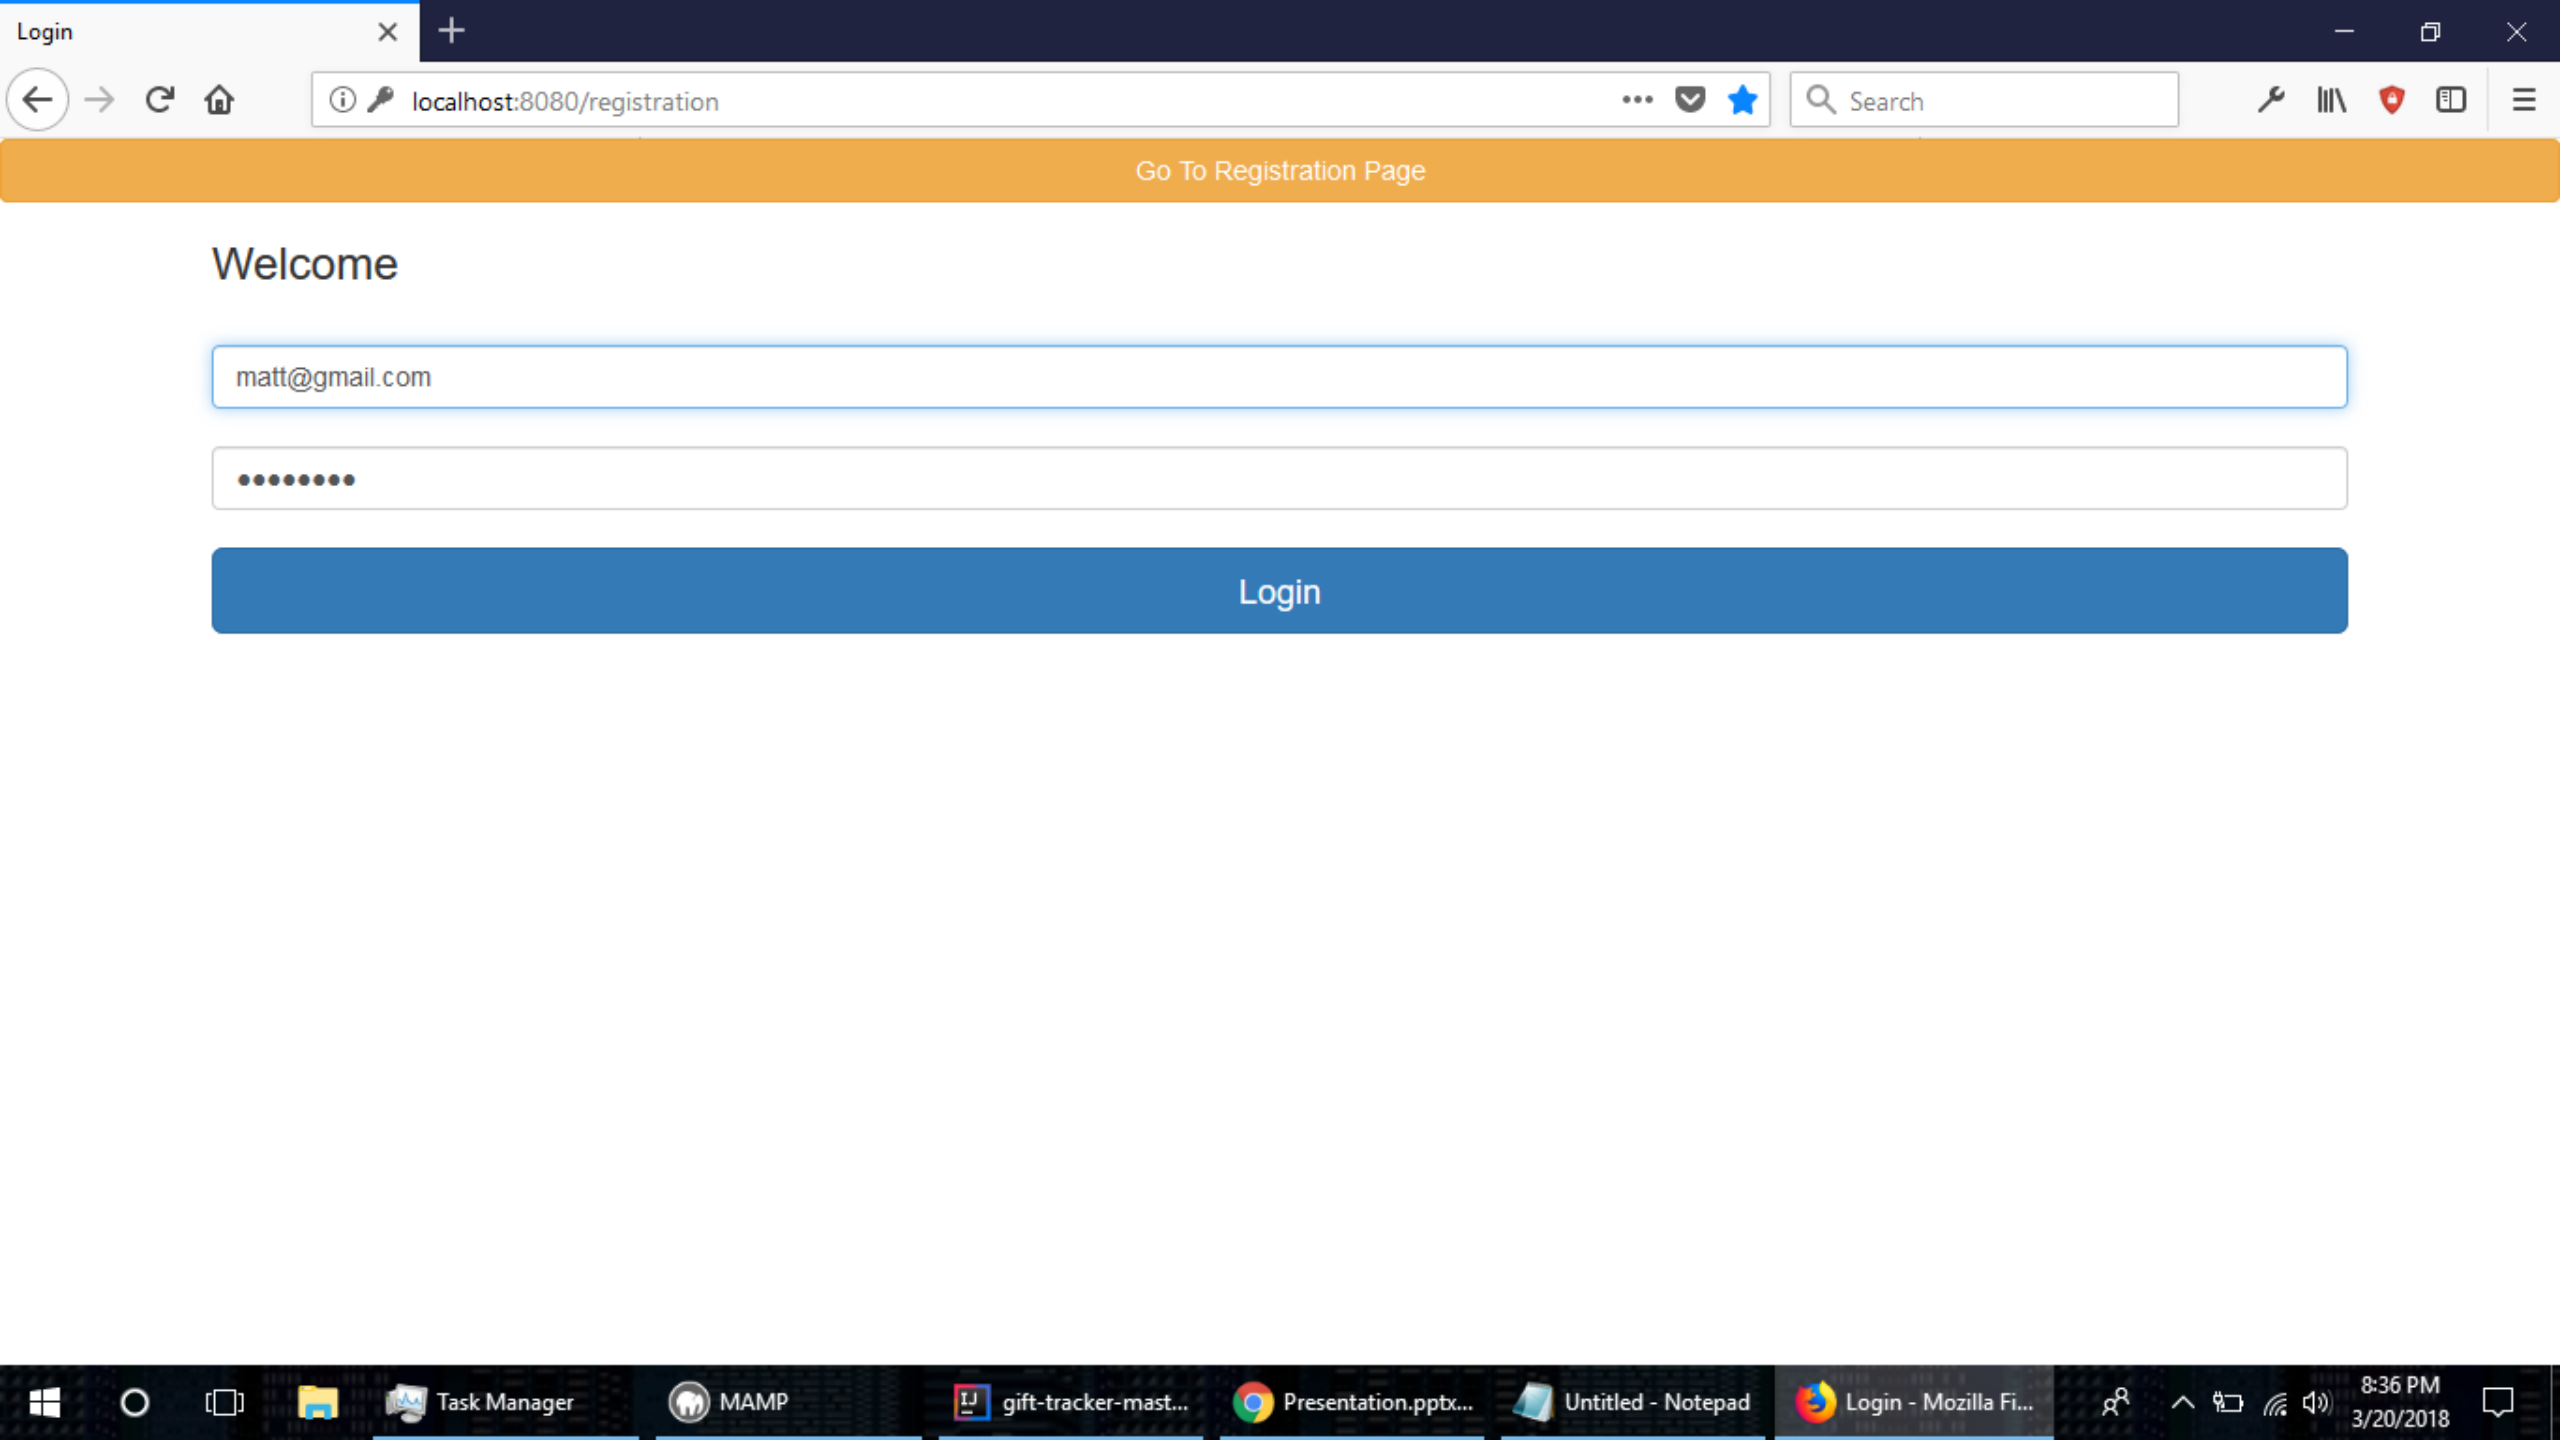 Login
localhost:8080/registration
Search
Go To Registration Page
Welcome
matt@gmail.com
••••••••
Login
Task Manager
MAMP
gift-tracker-mast...
Presentation.pptx...
Untitled - Notepad
Login - Mozilla Fi...
8:36 PM
3/20/2018